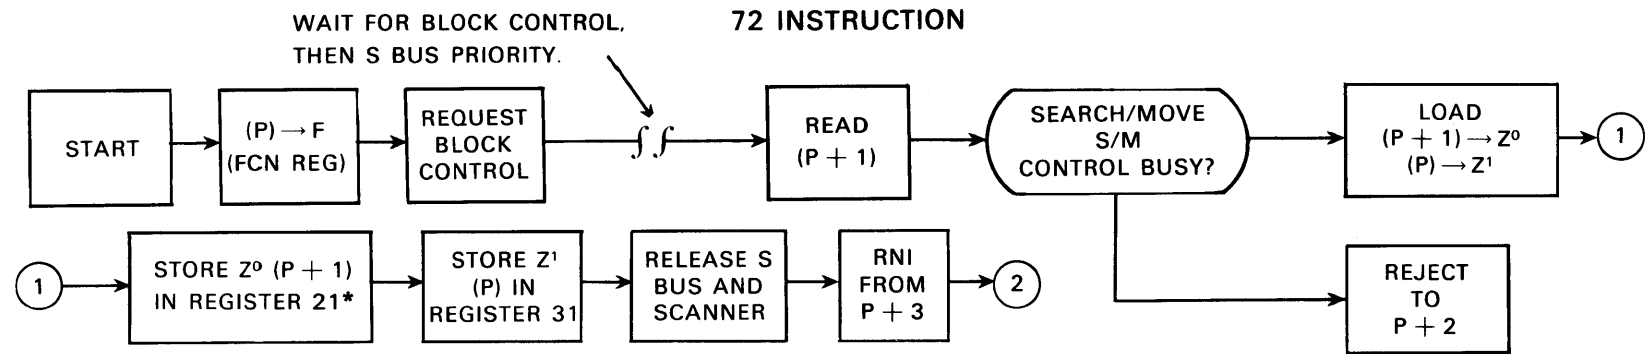 72 INSTRUCTION
WAIT FOR BLOCK CONTROL,
THEN S BUS PRIORITY.
START
(P) → F
(FCN REG)
REQUEST
BLOCK
CONTROL
READ
(P + 1)
SEARCH/MOVE
S/M
CONTROL BUSY?
LOAD
(P + 1) → Z⁰
(P) → Z¹
1
REJECT
TO
P + 2
1
STORE Z⁰ (P + 1)
IN REGISTER 21*
STORE Z¹
(P) IN
REGISTER 31
RELEASE S
BUS AND
SCANNER
RNI
FROM
P + 3
2